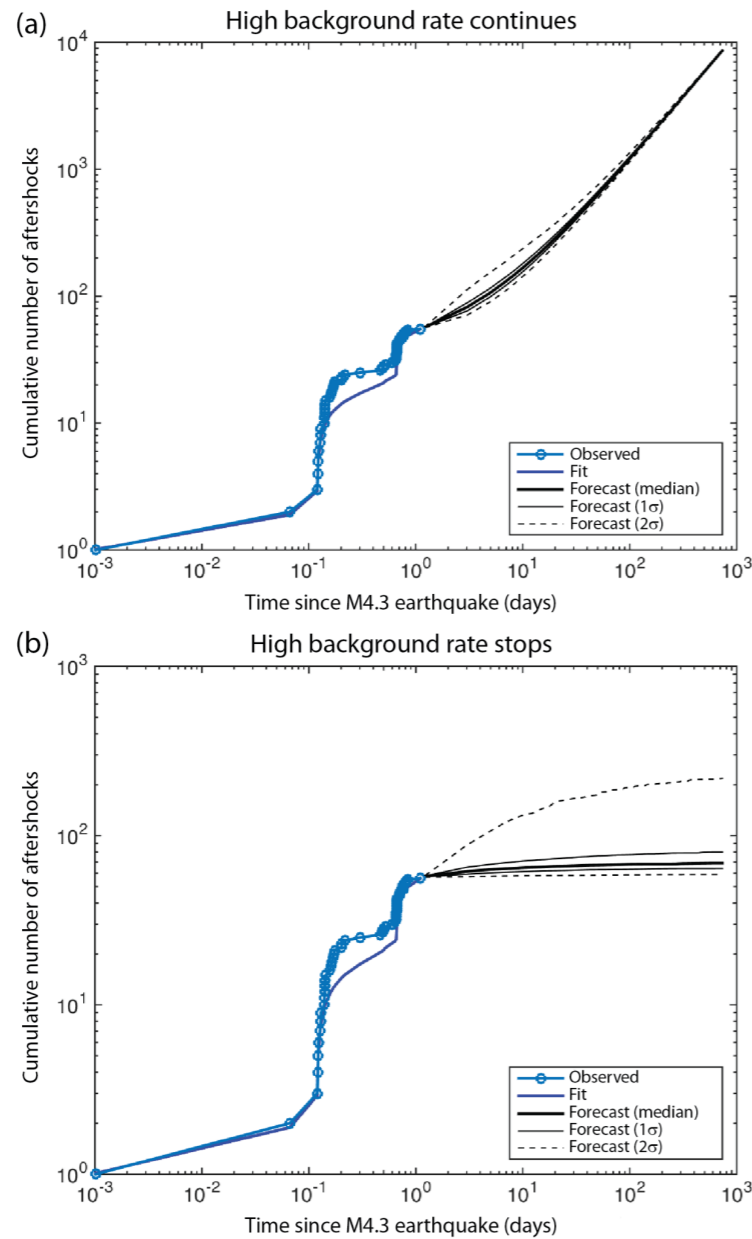 (a)
High background rate continues
10^4
10^3
10^2
10^1
10^0
Cumulative number of aftershocks
Observed
Fit
Forecast (median)
Forecast (1σ)
Forecast (2σ)
10^-3 10^-2 10^-1 10^0 10^1 10^2 10^3
Time since M4.3 earthquake (days)
(b)
High background rate stops
10^3
10^2
10^1
10^0
Cumulative number of aftershocks
Observed
Fit
Forecast (median)
Forecast (1σ)
Forecast (2σ)
10^-3 10^-2 10^-1 10^0 10^1 10^2 10^3
Time since M4.3 earthquake (days)